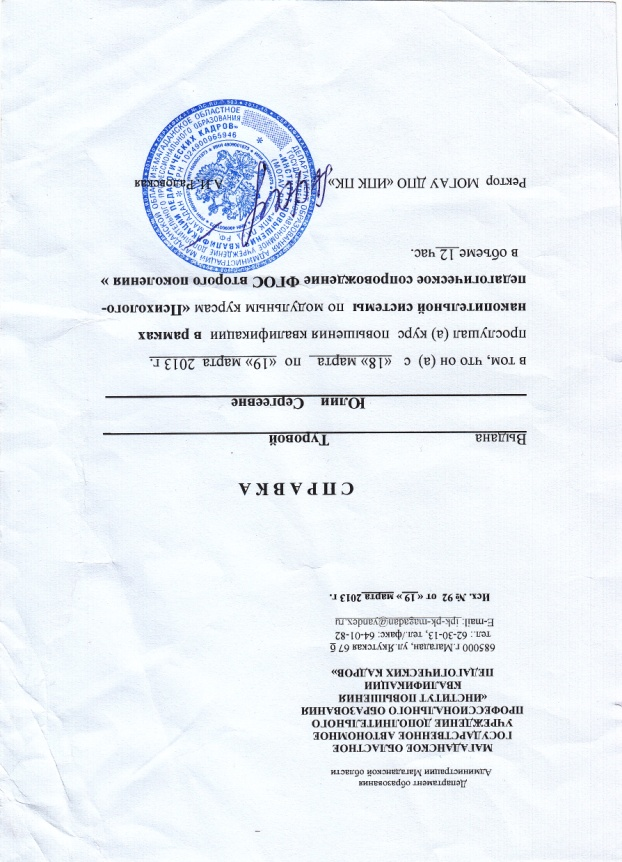 Департамент образования
Администрации Магаданской области
МАГАДАНСКОЕ ОБЛАСТНОЕ
ГОСУДАРСТВЕННОЕ АВТОНОМНОЕ
УЧРЕЖДЕНИЕ ДОПОЛНИТЕЛЬНОГО
ПРОФЕССИОНАЛЬНОГО ОБРАЗОВАНИЯ
«ИНСТИТУТ ПОВЫШЕНИЯ
КВАЛИФИКАЦИИ
ПЕДАГОГИЧЕСКИХ КАДРОВ»
685000 г.Магадан, ул.Якутская 67 б
тел.: 62-30-13, тел./факс: 64-01-82
E-mail: ipk-pk-magadan@yandex.ru
Исх. № 92 от «19» марта 2013 г.
СПРАВКА
Выдана Туровой
Юлии Сергеевне
в том, что он (а) с «18» марта по «19» марта 2013 г.
прослушал (а) курс повышения квалификации в рамках
накопительной системы по модульным курсам «Психолого-
педагогическое сопровождение ФГОС второго поколения »
в объеме 12 час.
Ректор МОГАУ ДПО «ИПК ПК» А.И. Радовская